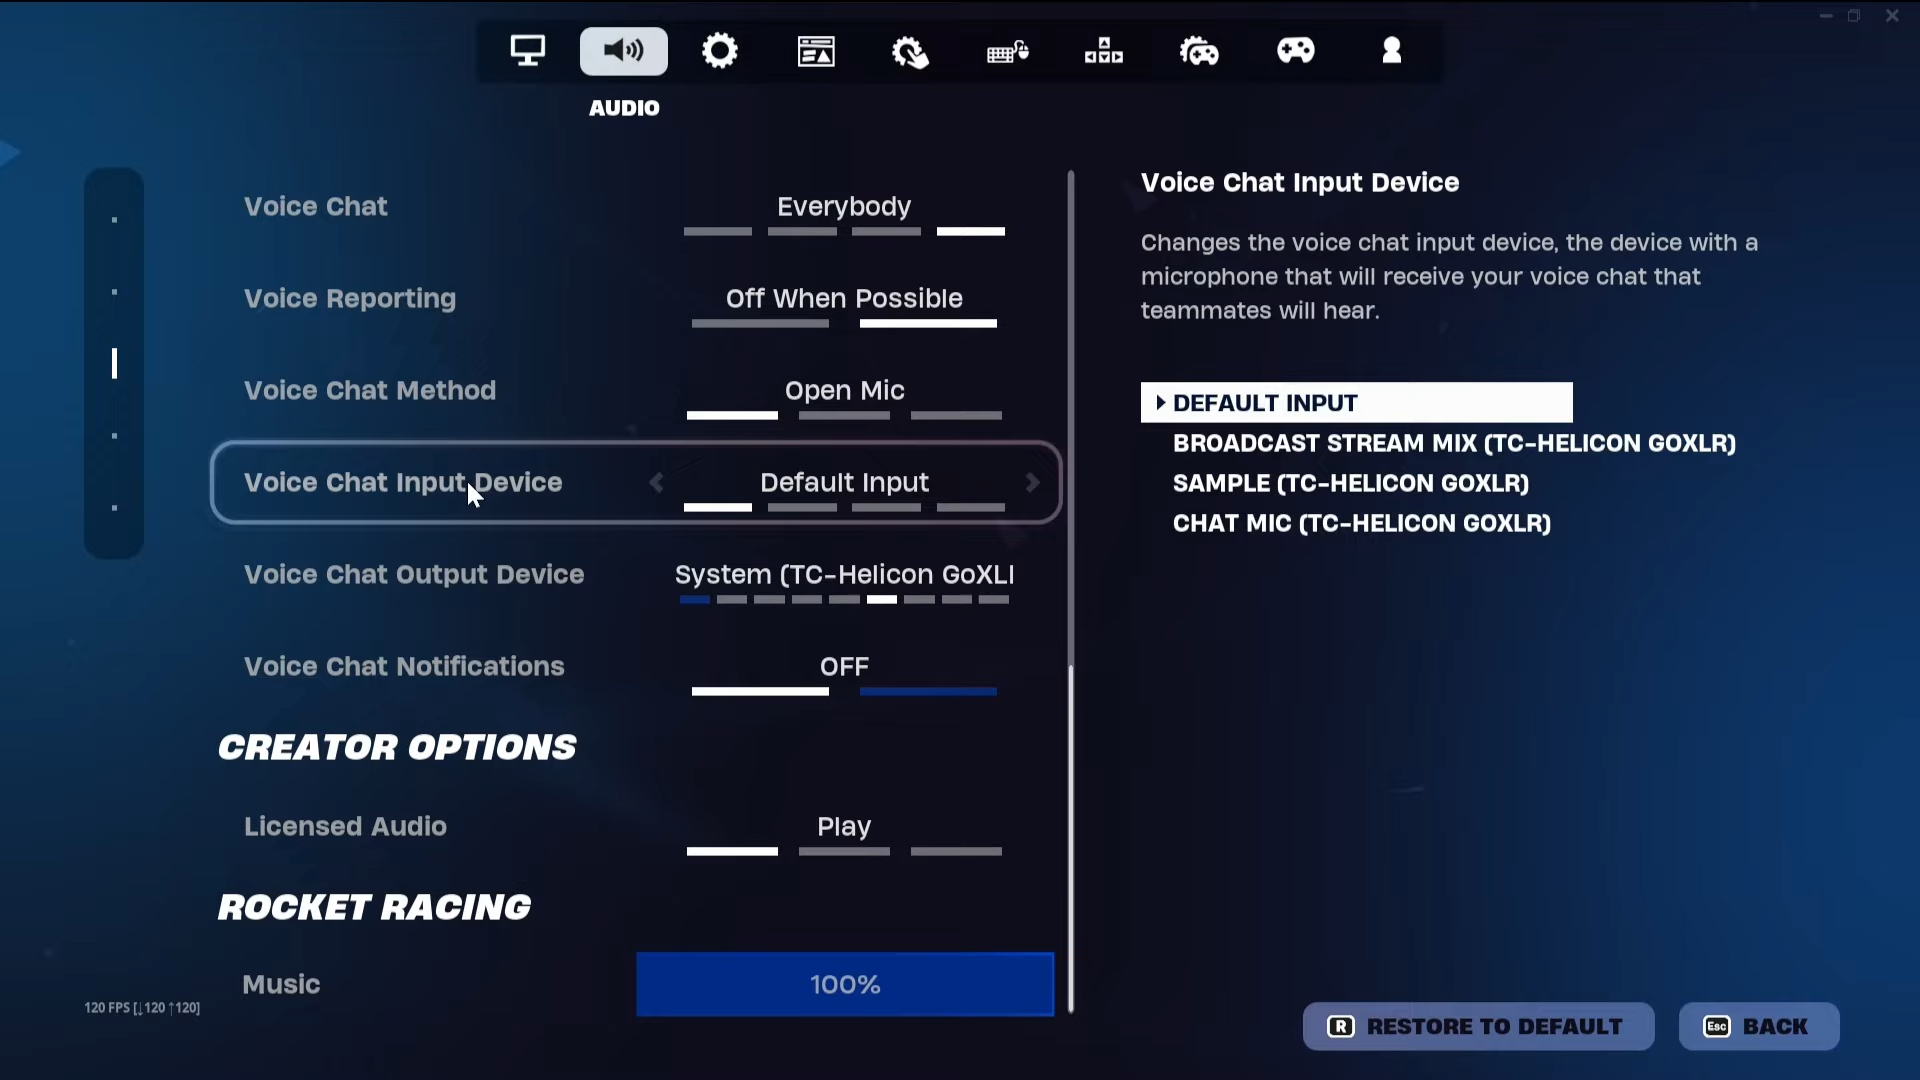 AUDIO
Voice Chat
Everybody
Voice Reporting
Off When Possible
Voice Chat Method
Open Mic
Voice Chat Input Device
Default Input
Voice Chat Output Device
System (TC-Helicon GoXLI
Voice Chat Notifications
OFF
CREATOR OPTIONS
Licensed Audio
Play
ROCKET RACING
Music
100%
120 FPS [↓120 ↑120]
Voice Chat Input Device
Changes the voice chat input device, the device with a
microphone that will receive your voice chat that
teammates will hear.
DEFAULT INPUT
BROADCAST STREAM MIX (TC-HELICON GOXLR)
SAMPLE (TC-HELICON GOXLR)
CHAT MIC (TC-HELICON GOXLR)
R RESTORE TO DEFAULT
Esc BACK